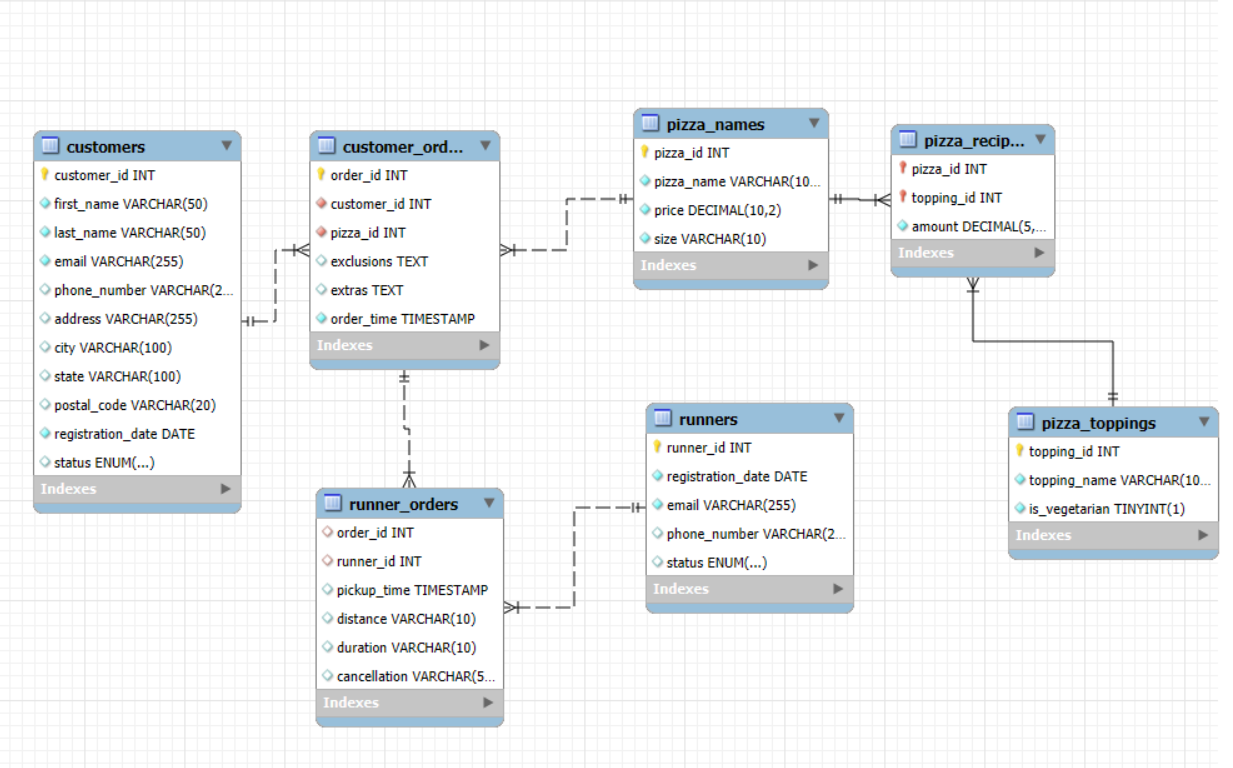 customers
customer_id INT
first_name VARCHAR(50)
last_name VARCHAR(50)
email VARCHAR(255)
phone_number VARCHAR(2...
address VARCHAR(255)
city VARCHAR(100)
state VARCHAR(100)
postal_code VARCHAR(20)
registration_date DATE
status ENUM(...)
Indexes
customer_ord...
order_id INT
customer_id INT
pizza_id INT
exclusions TEXT
extras TEXT
order_time TIMESTAMP
Indexes
pizza_names
pizza_id INT
pizza_name VARCHAR(10...
price DECIMAL(10,2)
size VARCHAR(10)
Indexes
pizza_recip...
pizza_id INT
topping_id INT
amount DECIMAL(5,...
Indexes
runner_orders
order_id INT
runner_id INT
pickup_time TIMESTAMP
distance VARCHAR(10)
duration VARCHAR(10)
cancellation VARCHAR(5...
Indexes
runners
runner_id INT
registration_date DATE
email VARCHAR(255)
phone_number VARCHAR(2...
status ENUM(...)
Indexes
pizza_toppings
topping_id INT
topping_name VARCHAR(10...
is_vegetarian TINYINT(1)
Indexes